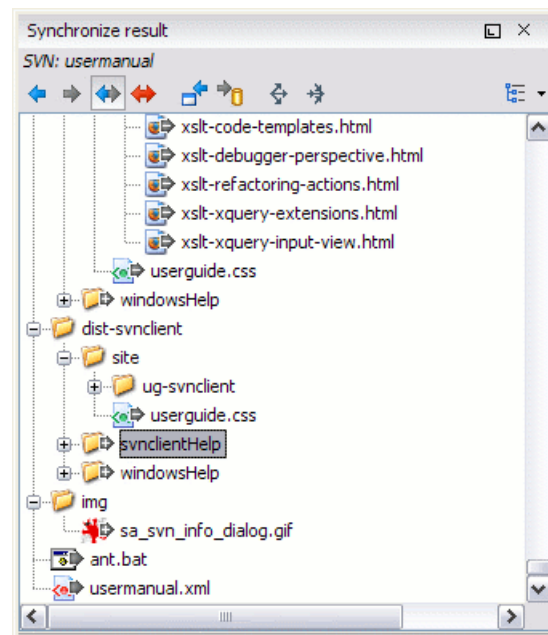 Synchronize result
SVN: usermanual
xslt-code-templates.html
xslt-debugger-perspective.html
xslt-refactoring-actions.html
xslt-xquery-extensions.html
xslt-xquery-input-view.html
userguide.css
windowsHelp
dist-svnclient
site
ug-svnclient
userguide.css
svnclientHelp
windowsHelp
img
sa_svn_info_dialog.gif
ant.bat
usermanual.xml